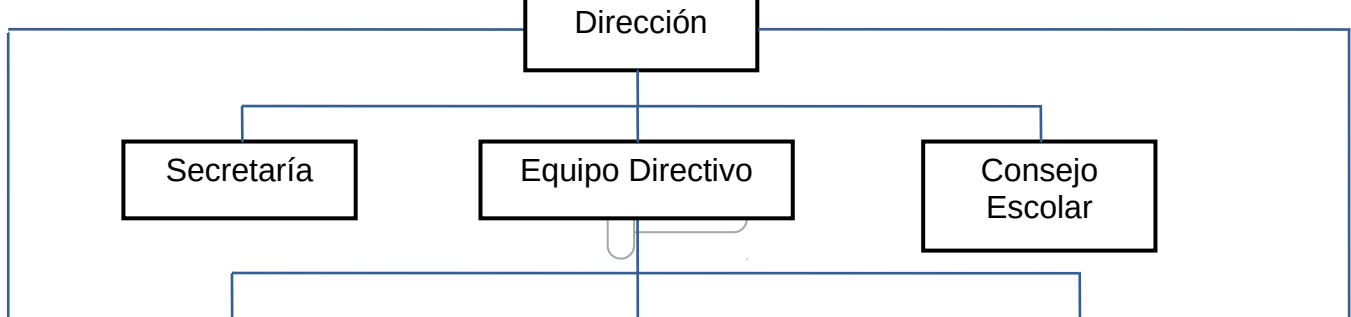 Dirección
Secretaría
Equipo Directivo
Consejo
Escolar